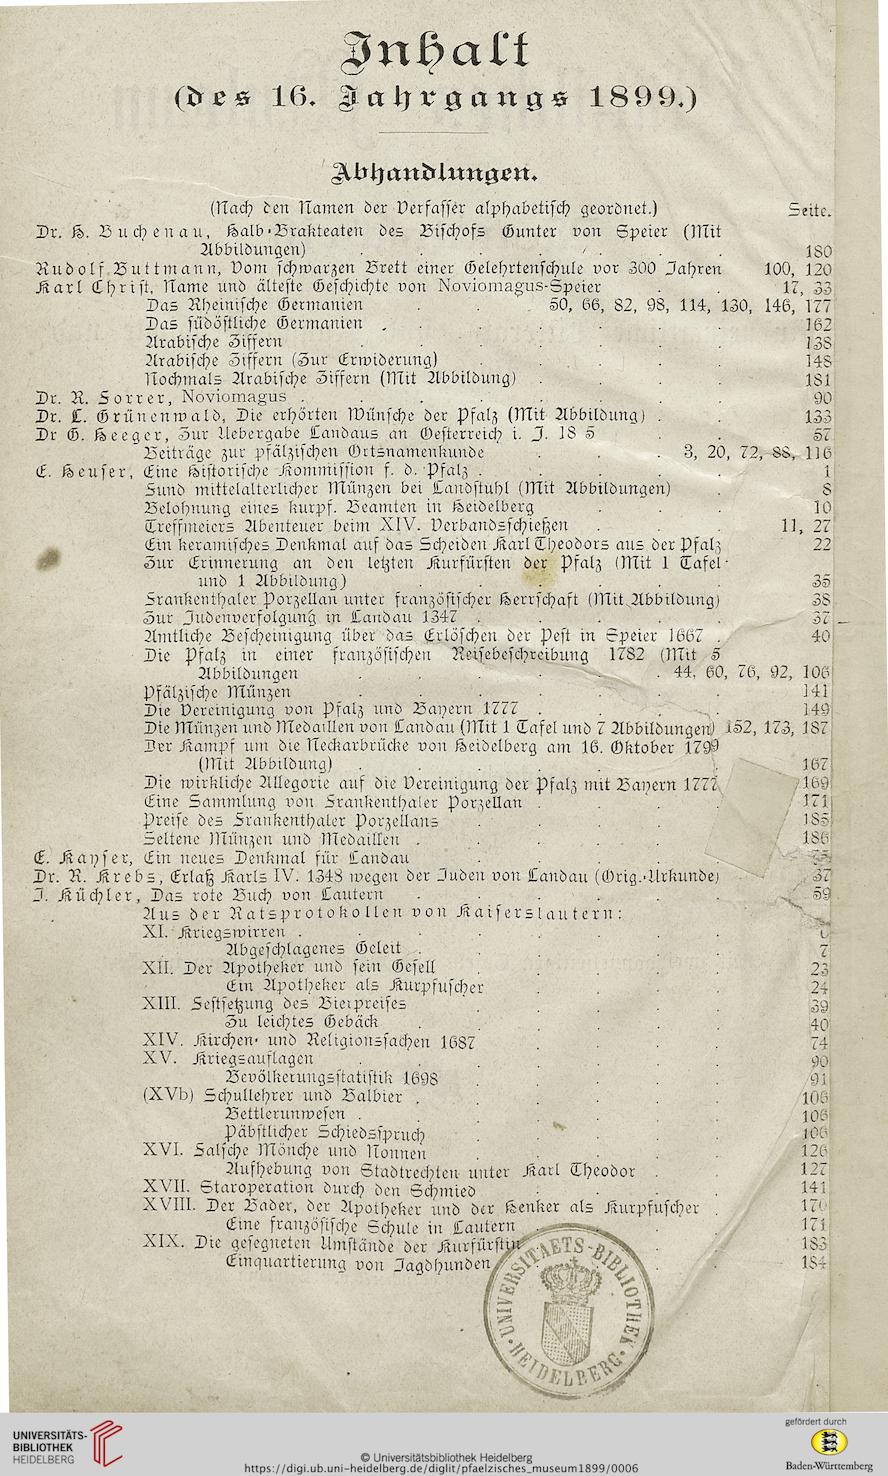 Inhalt
(des 16. Jahrgangs 1899.)
Abhandlungen.
(Nach den Namen der Verfasser alphabetisch geordnet.) Seite.
Dr. H. Buchenau, Halb-Brakteaten des Bischofs Gunter von Speier (Mit
Abbildungen) 180
Rudolf Buttmann, Vom schwarzen Brett einer Gelehrtenschule vor 300 Jahren 100, 120
Karl Christ, Name und älteste Geschichte von Noviomagus-Speier 17, 33
Das Rheinische Germanien 50, 66, 82, 98, 114, 130, 146, 177
Das südöstliche Germanien 162
Arabische Ziffern 138
Arabische Ziffern (Zur Erwiderung) 148
Nochmals Arabische Ziffern (Mit Abbildung) 181
Dr. R. Forrer, Noviomagus 90
Dr. L. Grünenwald, Die erhörten Wünsche der Pfalz (Mit Abbildung) 133
Dr G. Heeger, Zur Uebergabe Landaus an Oesterreich i. J. 18 5 57
Beiträge zur pfälzischen Ortsnamenkunde 3, 20, 72, 88, 116
E. Heuser, Eine Historische Kommission f. d. Pfalz 1
Fund mittelalterlicher Münzen bei Landstuhl (Mit Abbildungen) 8
Belohnung eines kurpf. Beamten in Heidelberg 10
Treffmeiers Abenteuer beim XIV. Verbandsschießen 11, 27
Ein keramisches Denkmal auf das Scheiden Karl Theodors aus der Pfalz 22
Zur Erinnerung an den letzten Kurfürsten der Pfalz (Mit 1 Tafel
und 1 Abbildung) 35
Frankenthaler Porzellan unter französischer Herrschaft (Mit Abbildung) 38
Zur Judenverfolgung in Landau 1347 37
Amtliche Bescheinigung über das Erlöschen der Pest in Speier 1667 40
Die Pfalz in einer französischen Reisebeschreibung 1782 (Mit 5
Abbildungen 44, 60, 76, 92, 106
Pfälzische Münzen 141
Die Vereinigung von Pfalz und Bayern 1777 149
Die Münzen und Medaillen von Landau (Mit 1 Tafel und 7 Abbildungen) 152, 173, 187
Der Kampf um die Neckarbrücke von Heidelberg am 16. Oktober 1799
(Mit Abbildung) 167
Die wirkliche Allegorie auf die Vereinigung der Pfalz mit Bayern 1777 169
Eine Sammlung von Frankenthaler Porzellan 171
Preise des Frankenthaler Porzellans 185
Seltene Münzen und Medaillen 186
E. Kayser, Ein neues Denkmal für Landau
Dr. R. Krebs, Erlaß Karls IV. 1348 wegen der Juden von Landau (Orig.-Urkunde) 37
J. Küchler, Das rote Buch von Lautern 59
Aus der Ratsprotokollen von Kaiserslautern:
XI. Kriegswirren
Abgeschlagenes Geleit 7
XII. Der Apotheker und sein Gesell 23
Ein Apotheker als Kurpfuscher 24
XIII. Festsetzung des Bierpreises 39
Zu leichtes Gebäck 40
XIV. Kirchen- und Religionssachen 1687 74
XV. Kriegsauflagen 90
Bevölkerungsstatistik 1698 91
(XVb) Schullehrer und Balbier 106
Bettlerunwesen 106
Päbstlicher Schiedsspruch 106
XVI. Falsche Mönche und Nonnen 126
Aufhebung von Stadtrechten unter Karl Theodor 127
XVII. Staroperation durch den Schmied 141
XVIII. Der Bader, der Apotheker und der Henker als Kurpfuscher 170
Eine französische Schule in Lautern 171
XIX. Die gesegneten Umstände der Kurfürstin 183
Einquartierung von Jagdhunden 184
UNIVERSITAETS-BIBLIOTHEK
HEIDELBERG
UNIVERSITÄTS-
BIBLIOTHEK
HEIDELBERG
© Universitätsbibliothek Heidelberg
https://digi.ub.uni-heidelberg.de/diglit/pfaelzisches_museum1899/0006
gefördert durch
Baden-Württemberg